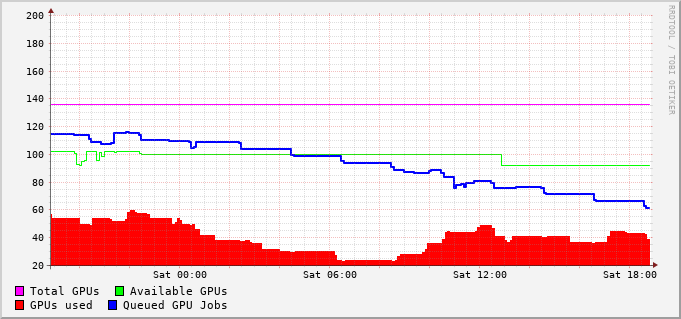 200
180
160
140
120
100
80
60
40
20
Sat 00:00
Sat 06:00
Sat 12:00
Sat 18:00
Total GPUs
Available GPUs
GPUs used
Queued GPU Jobs
RRDTOOL / TOBI OETIKER